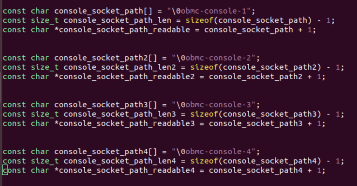 const char console_socket_path[] = "\0obmc-console-1";
const size_t console_socket_path_len = sizeof(console_socket_path) - 1;
const char *console_socket_path_readable = console_socket_path + 1;
const char console_socket_path2[] = "\0obmc-console-2";
const size_t console_socket_path_len2 = sizeof(console_socket_path2) - 1;
const char *console_socket_path_readable2 = console_socket_path2 + 1;
const char console_socket_path3[] = "\0obmc-console-3";
const size_t console_socket_path_len3 = sizeof(console_socket_path3) - 1;
const char *console_socket_path_readable3 = console_socket_path3 + 1;
const char console_socket_path4[] = "\0obmc-console-4";
const size_t console_socket_path_len4 = sizeof(console_socket_path4) - 1;
const char *console_socket_path_readable4 = console_socket_path4 + 1;